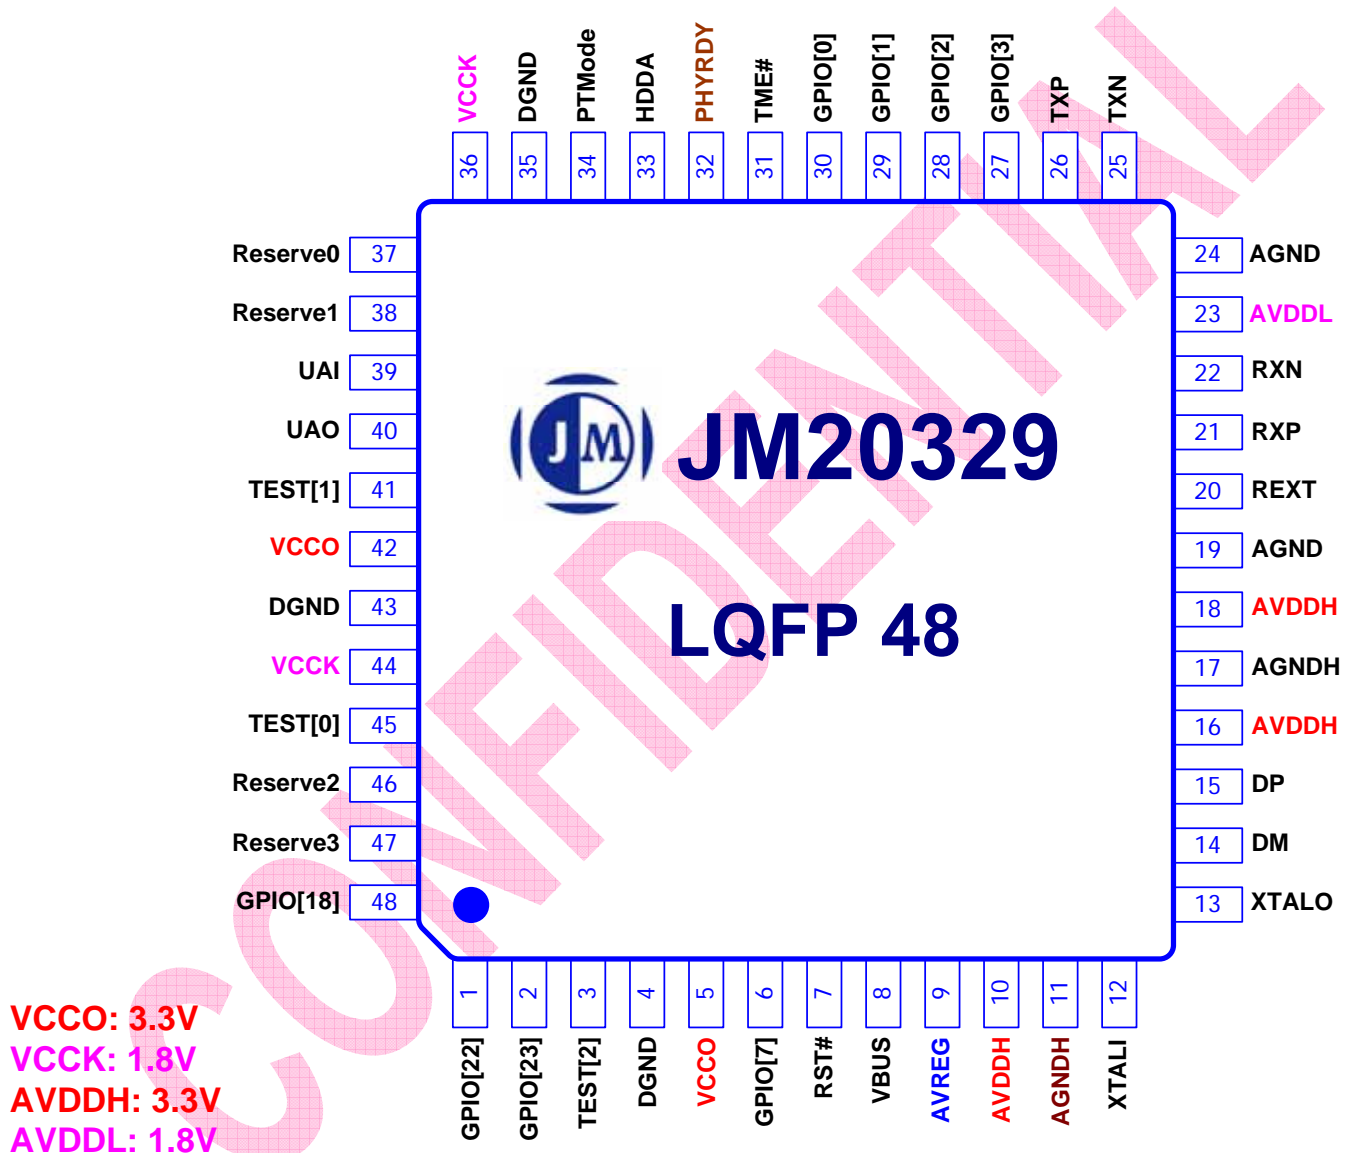 VCCK
DGND
PTMode
HDDA
PHYRDY
TME#
GPIO[0]
GPIO[1]
GPIO[2]
GPIO[3]
TXP
TXN
36
35
34
33
32
31
30
29
28
27
26
25
Reserve0 37
Reserve1 38
UAI 39
UAO 40
TEST[1] 41
VCCO 42
DGND 43
VCCK 44
TEST[0] 45
Reserve2 46
Reserve3 47
GPIO[18] 48
JM
JM20329
LQFP 48
CONFIDENTIAL
24 AGND
23 AVDDL
22 RXN
21 RXP
20 REXT
19 AGND
18 AVDDH
17 AGNDH
16 AVDDH
15 DP
14 DM
13 XTALO
1
2
3
4
5
6
7
8
9
10
11
12
GPIO[22]
GPIO[23]
TEST[2]
DGND
VCCO
GPIO[7]
RST#
VBUS
AVREG
AVDDH
AGNDH
XTALI
VCCO: 3.3V
VCCK: 1.8V
AVDDH: 3.3V
AVDDL: 1.8V